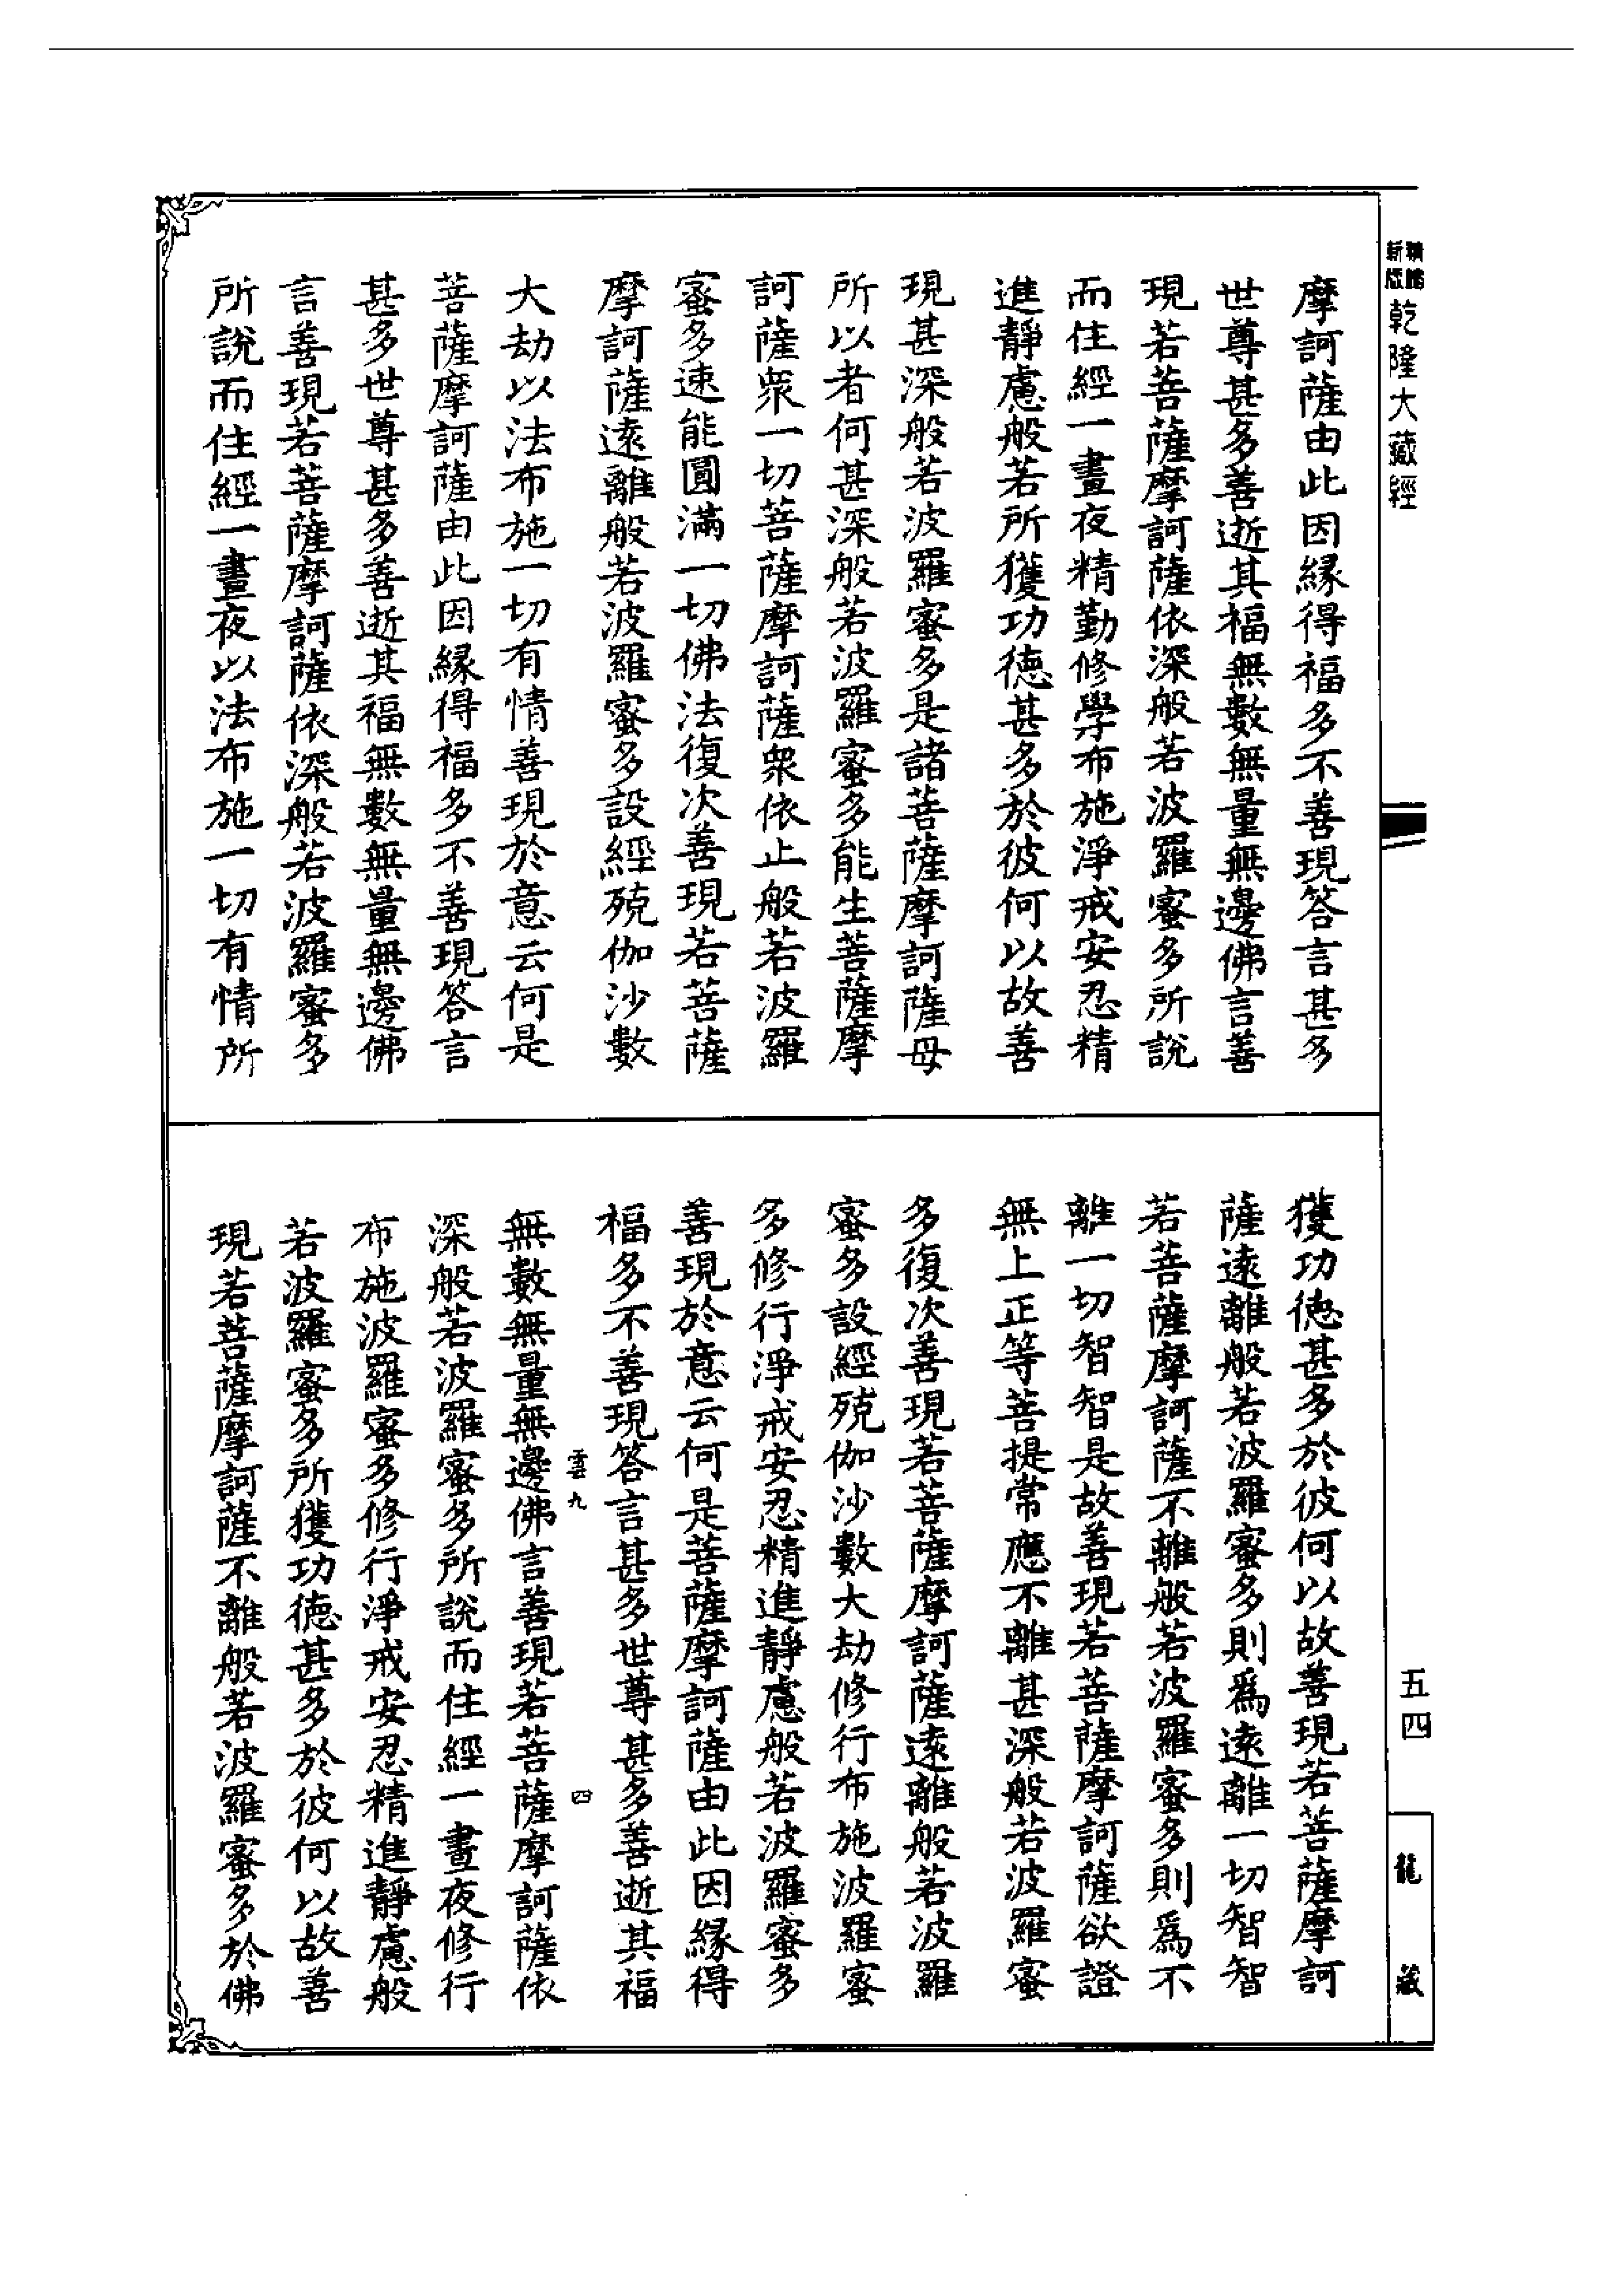 新版
精縮
乾隆大藏經
摩訶薩由此因緣得福多不善現答言甚多
世尊甚多善逝其福無數無量無邊佛言善
現若菩薩摩訶薩依深般若波羅蜜多所說
而住經一晝夜精勤修學布施淨戒安忍精
進靜慮般若所獲功德甚多於彼何以故善
現甚深般若波羅蜜多是諸菩薩摩訶薩母
所以者何甚深般若波羅蜜多能生菩薩摩
訶薩衆一切菩薩摩訶薩衆依止般若波羅
蜜多速能圓滿一切佛法復次善現若菩薩
摩訶薩遠離般若波羅蜜多設經殑伽沙數
大劫以法布施一切有情善現於意云何是
菩薩摩訶薩由此因緣得福多不善現答言
甚多世尊甚多善逝其福無數無量無邊佛
言善現若菩薩摩訶薩依深般若波羅蜜多
所說而住經一晝夜以法布施一切有情所
獲功德甚多於彼何以故善現若菩薩摩訶
薩遠離般若波羅蜜多則爲遠離一切智智
若菩薩摩訶薩不離般若波羅蜜多則爲不
離一切智智是故善現若菩薩摩訶薩欲證
無上正等菩提常應不離甚深般若波羅蜜
多復次善現若菩薩摩訶薩遠離般若波羅
蜜多設經殑伽沙數大劫修行布施波羅蜜
多修行淨戒安忍精進靜慮般若波羅蜜多
善現於意云何是菩薩摩訶薩由此因緣得
福多不善現答言甚多世尊甚多善逝其福
雲九
四
無數無量無邊佛言善現若菩薩摩訶薩依
深般若波羅蜜多所說而住經一晝夜修行
布施波羅蜜多修行淨戒安忍精進靜慮般
若波羅蜜多所獲功德甚多於彼何以故善
現若菩薩摩訶薩不離般若波羅蜜多於佛
五四
龍藏